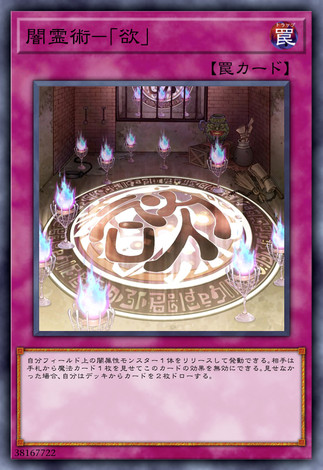 闇霊術-「欲」
トラップ
罠
【罠カード】
欲
自分フィールド上の闇属性モンスター１体をリリースして発動できる。相手は
手札から魔法カード１枚を見せてこのカードの効果を無効にできる。見せなか
った場合、自分はデッキからカードを２枚ドローする。
38167722